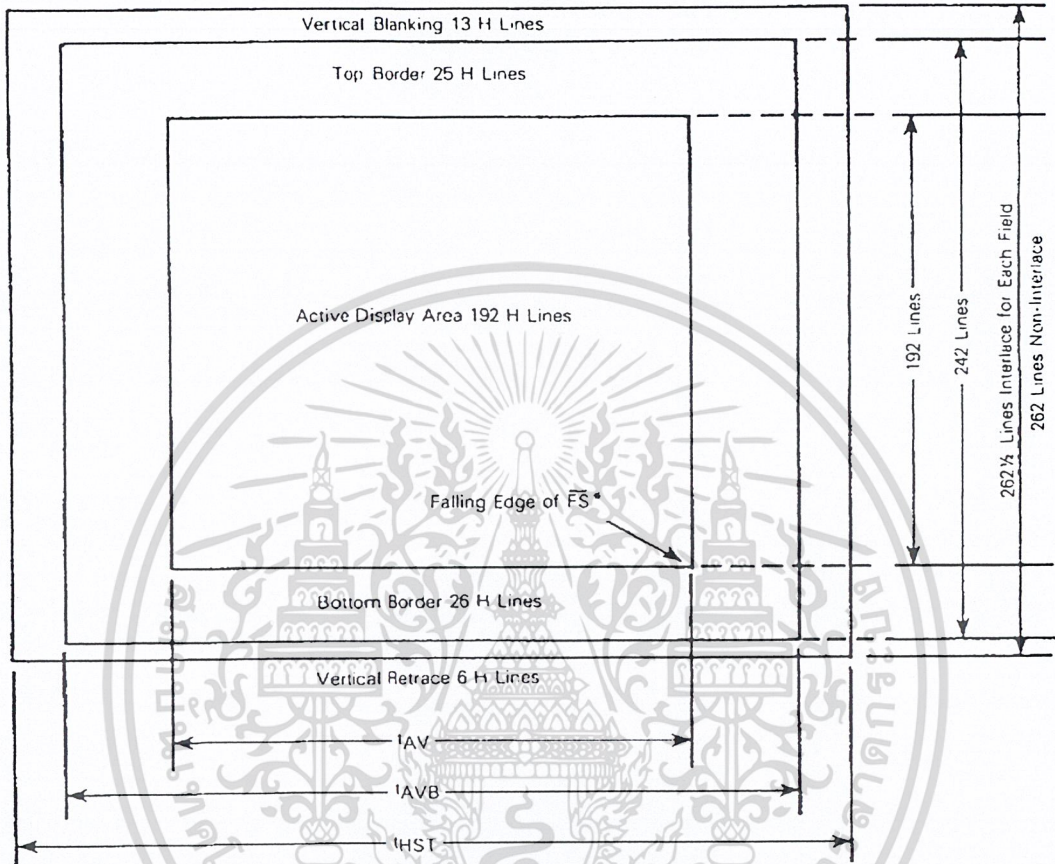 Vertical Blanking 13 H Lines
Top Border 25 H Lines
Active Display Area 192 H Lines
192 Lines
242 Lines
262½ Lines Interlace for Each Field
262 Lines Non-Interlace
Falling Edge of F̅S̅*
Bottom Border 26 H Lines
Vertical Retrace 6 H Lines
tAV
tAVB
tHST